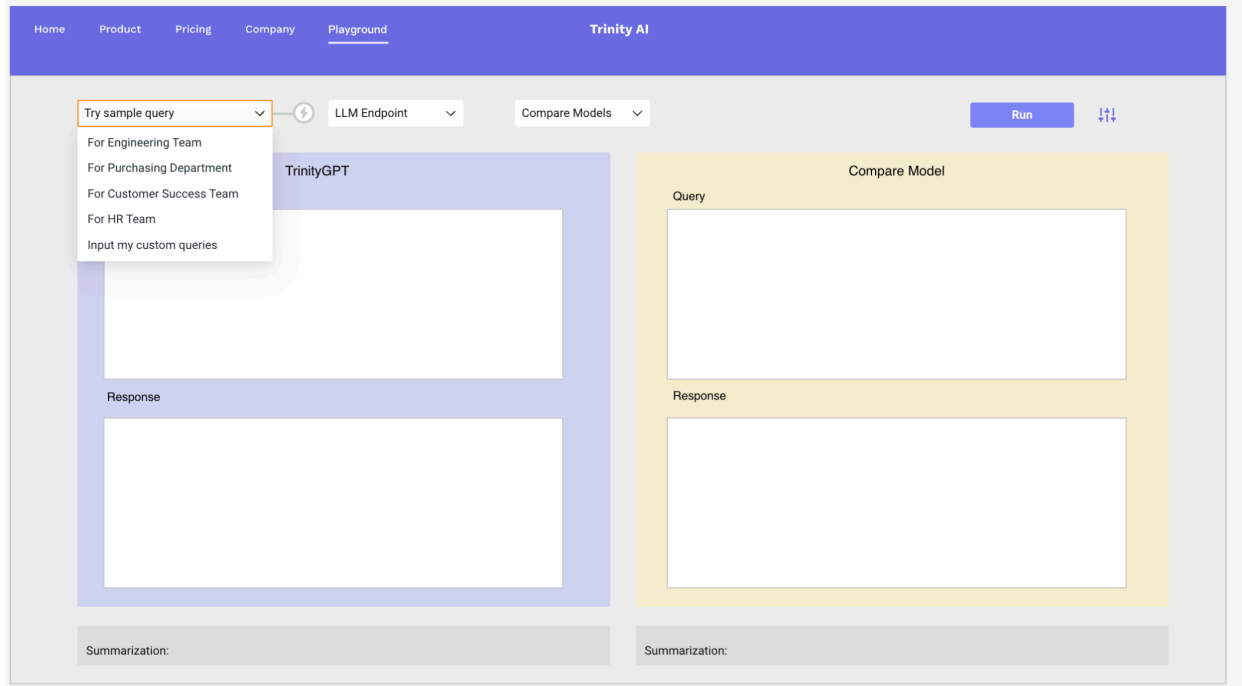 Home Product Pricing Company Playground Trinity AI
Try sample query LLM Endpoint Compare Models Run
For Engineering Team
For Purchasing Department
For Customer Success Team
For HR Team
Input my custom queries
TrinityGPT
Response
Summarization:
Compare Model
Query
Response
Summarization: